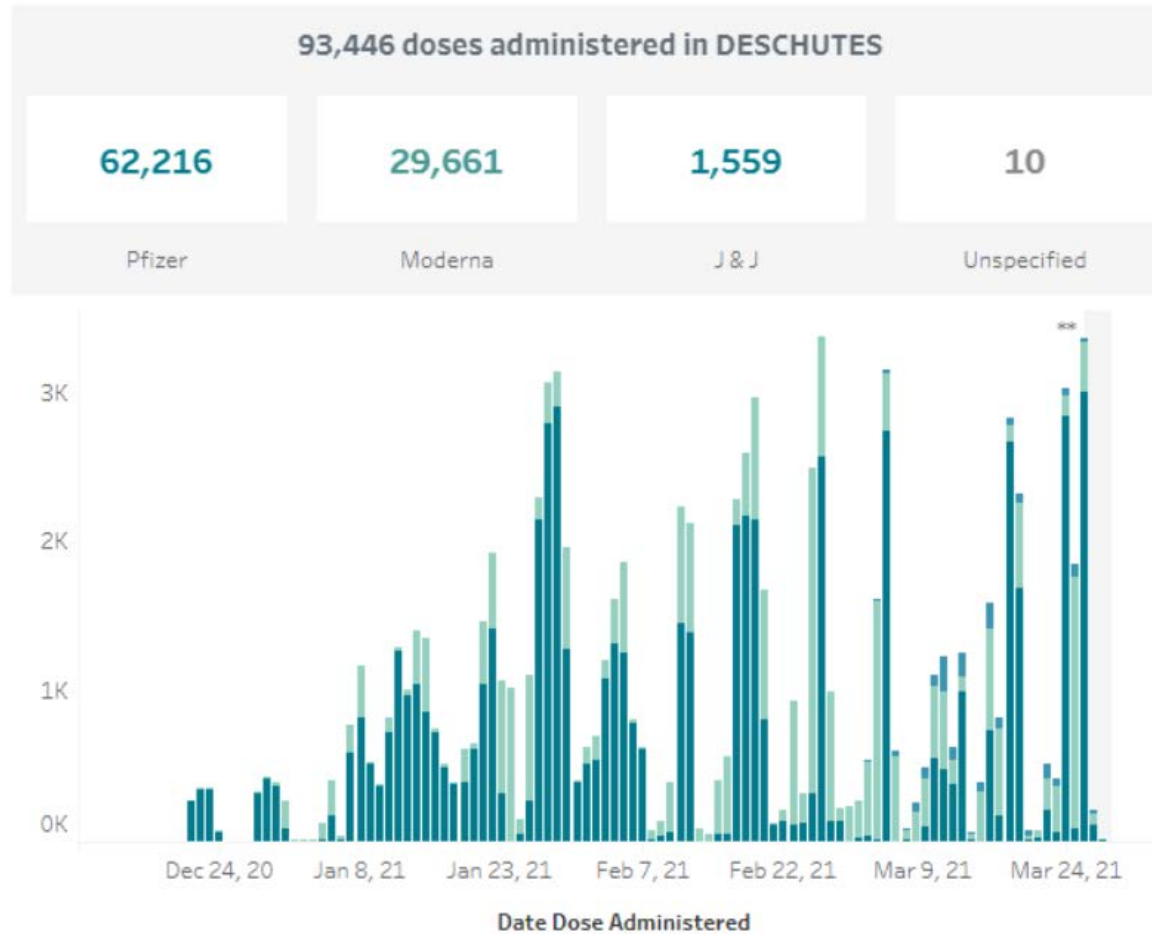 93,446 doses administered in DESCHUTES
62,216 29,661 1,559 10
Pfizer Moderna J & J Unspecified
**
3K
2K
1K
0K
Dec 24, 20 Jan 8, 21 Jan 23, 21 Feb 7, 21 Feb 22, 21 Mar 9, 21 Mar 24, 21
Date Dose Administered